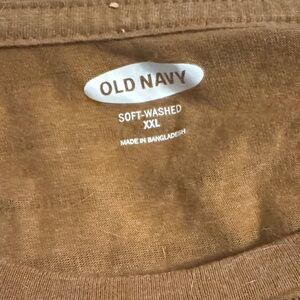 OLD NAVY
SOFT-WASHED
XXL
MADE IN BANGLADESH